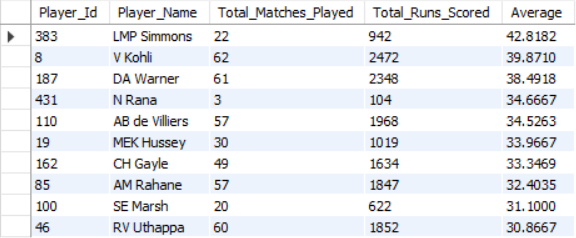 Player_Id Player_Name Total_Matches_Played Total_Runs_Scored Average
383 LMP Simmons 22 942 42.8182
8 V Kohli 62 2472 39.8710
187 DA Warner 61 2348 38.4918
431 N Rana 3 104 34.6667
110 AB de Villiers 57 1968 34.5263
19 MEK Hussey 30 1019 33.9667
162 CH Gayle 49 1634 33.3469
85 AM Rahane 57 1847 32.4035
100 SE Marsh 20 622 31.1000
46 RV Uthappa 60 1852 30.8667